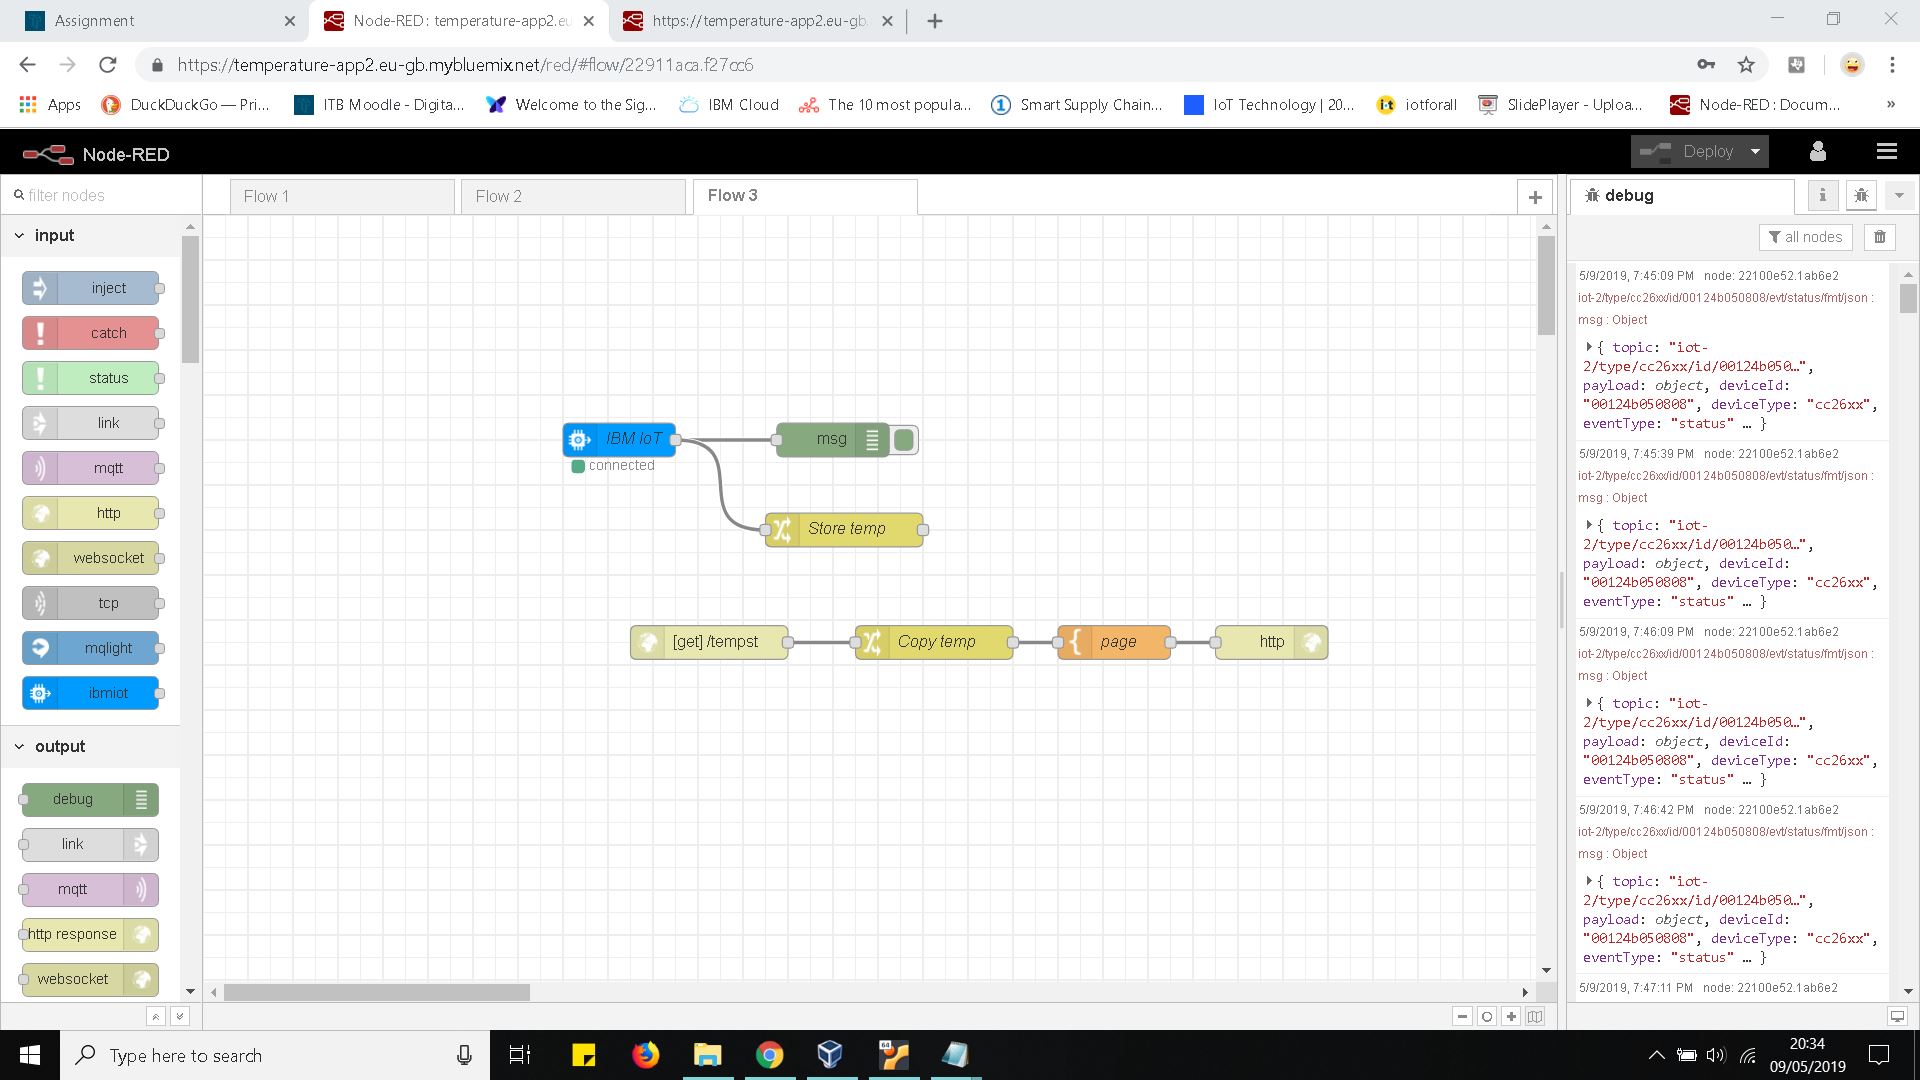 Assignment
Node-RED : temperature-app2.eu
https://temperature-app2.eu-gb.
https://temperature-app2.eu-gb.mybluemix.net/red/#flow/22911aca.f27cc6
Apps
DuckDuckGo — Pri...
ITB Moodle - Digita...
Welcome to the Sig...
IBM Cloud
The 10 most popula...
Smart Supply Chain...
IoT Technology | 20...
iotforall
SlidePlayer - Uploa...
Node-RED : Docum...
»
Node-RED
Deploy
filter nodes
Flow 1
Flow 2
Flow 3
debug
all nodes
input
inject
catch
status
link
mqtt
http
websocket
tcp
mqlight
ibmiot
output
debug
link
mqtt
http response
websocket
IBM IoT
connected
msg
Store temp
[get] /tempst
Copy temp
page
http
5/9/2019, 7:45:09 PM node: 22100e52.1ab6e2
iot-2/type/cc26xx/id/00124b050808/evt/status/fmt/json :
msg : Object
{ topic: "iot-
2/type/cc26xx/id/00124b050…",
payload: object, deviceId:
"00124b050808", deviceType: "cc26xx",
eventType: "status" … }
5/9/2019, 7:45:39 PM node: 22100e52.1ab6e2
iot-2/type/cc26xx/id/00124b050808/evt/status/fmt/json :
msg : Object
{ topic: "iot-
2/type/cc26xx/id/00124b050…",
payload: object, deviceId:
"00124b050808", deviceType: "cc26xx",
eventType: "status" … }
5/9/2019, 7:46:09 PM node: 22100e52.1ab6e2
iot-2/type/cc26xx/id/00124b050808/evt/status/fmt/json :
msg : Object
{ topic: "iot-
2/type/cc26xx/id/00124b050…",
payload: object, deviceId:
"00124b050808", deviceType: "cc26xx",
eventType: "status" … }
5/9/2019, 7:46:42 PM node: 22100e52.1ab6e2
iot-2/type/cc26xx/id/00124b050808/evt/status/fmt/json :
msg : Object
{ topic: "iot-
2/type/cc26xx/id/00124b050…",
payload: object, deviceId:
"00124b050808", deviceType: "cc26xx",
eventType: "status" … }
5/9/2019, 7:47:11 PM node: 22100e52.1ab6e2
Type here to search
64
20:34
09/05/2019